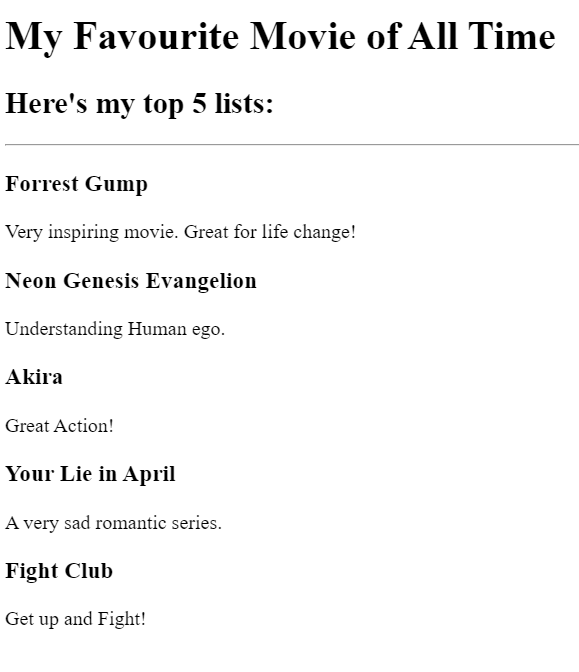 My Favourite Movie of All Time
Here's my top 5 lists:
Forrest Gump
Very inspiring movie. Great for life change!
Neon Genesis Evangelion
Understanding Human ego.
Akira
Great Action!
Your Lie in April
A very sad romantic series.
Fight Club
Get up and Fight!